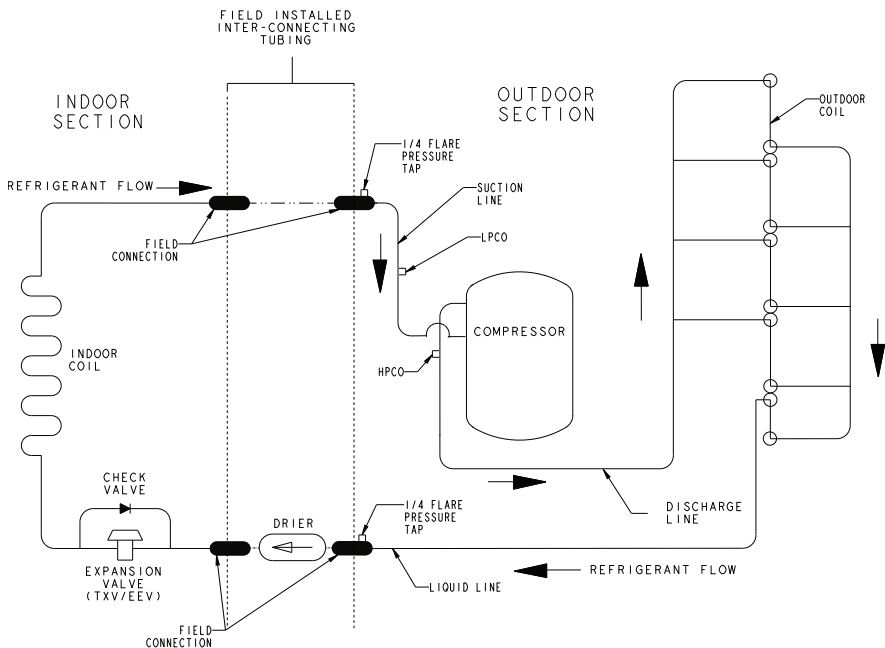 FIELD INSTALLED
INTER-CONNECTING
TUBING
INDOOR
SECTION
OUTDOOR
SECTION
OUTDOOR
COIL
1/4 FLARE
PRESSURE
TAP
REFRIGERANT FLOW
SUCTION
LINE
FIELD
CONNECTION
LPCO
COMPRESSOR
INDOOR
COIL
HPCO
CHECK
VALVE
DISCHARGE
LINE
1/4 FLARE
PRESSURE
TAP
DRIER
EXPANSION
VALVE
(TXV/EEV)
LIQUID LINE
REFRIGERANT FLOW
FIELD
CONNECTION